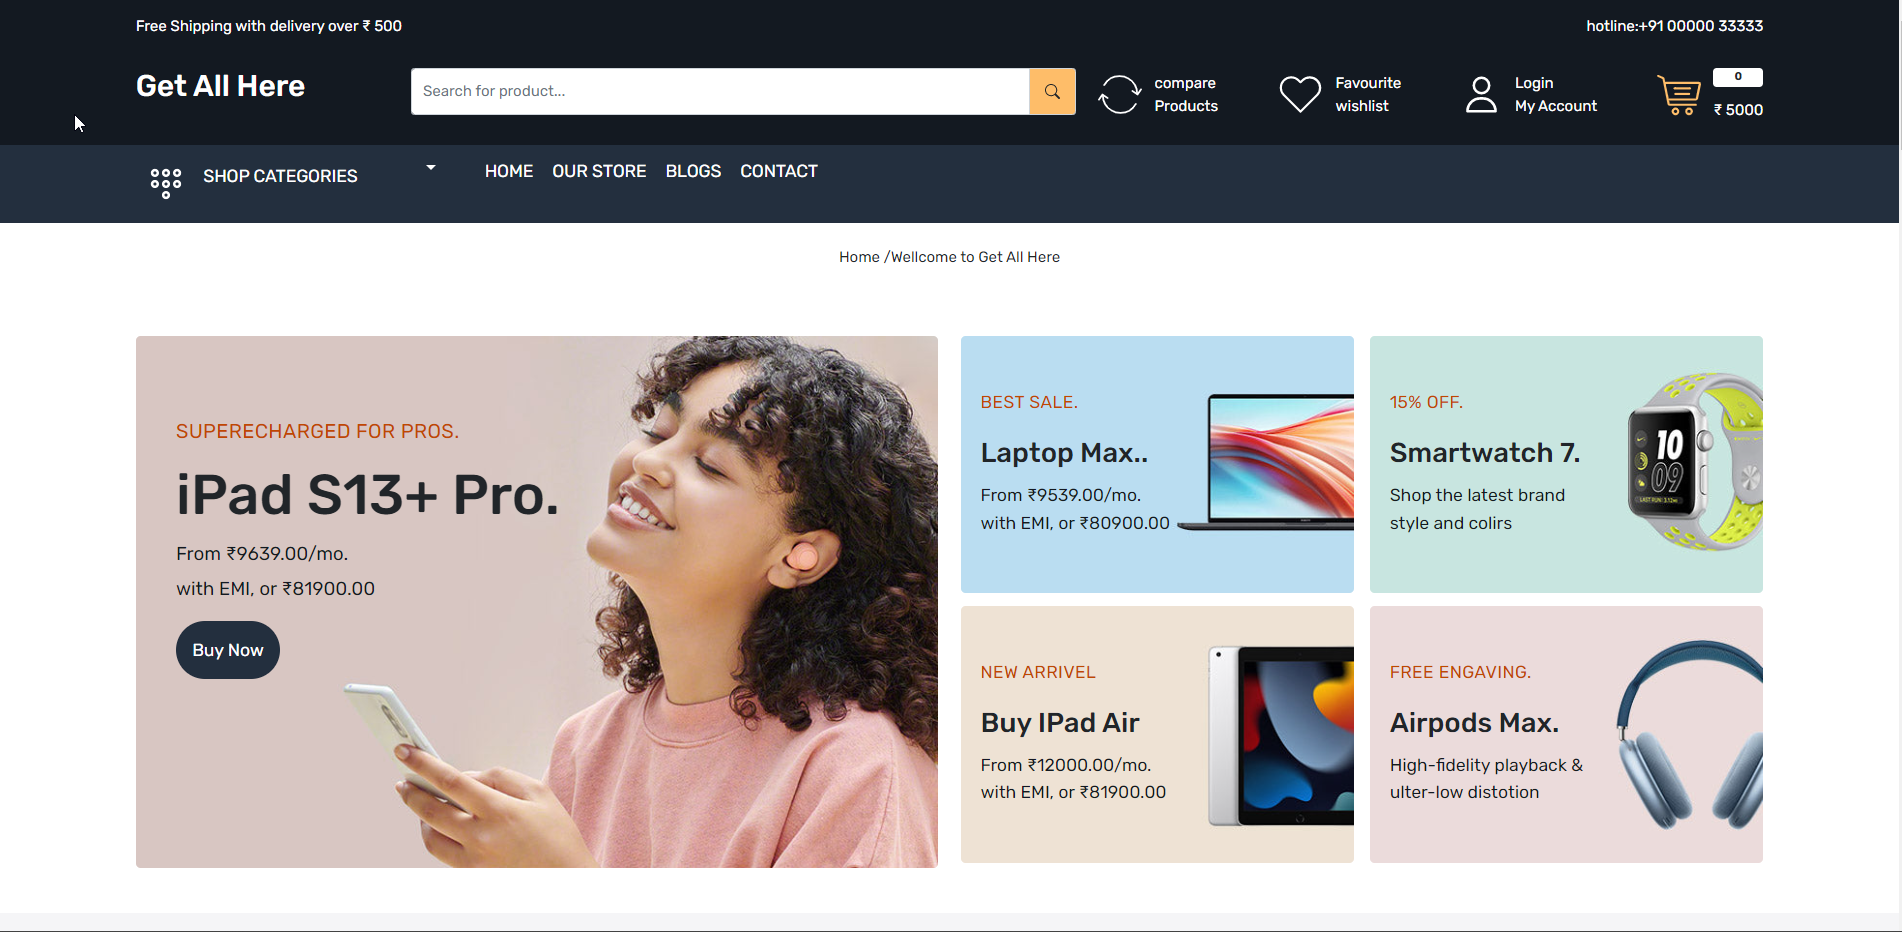 Free Shipping with delivery over ₹ 500
hotline:+91 00000 33333
Get All Here
Search for product...
compare
Products
Favourite
wishlist
Login
My Account
0
₹ 5000
SHOP CATEGORIES
HOME
OUR STORE
BLOGS
CONTACT
Home /Wellcome to Get All Here
SUPERECHARGED FOR PROS.
iPad S13+ Pro.
From ₹9639.00/mo.
with EMI, or ₹81900.00
Buy Now
BEST SALE.
Laptop Max..
From ₹9539.00/mo.
with EMI, or ₹80900.00
15% OFF.
Smartwatch 7.
Shop the latest brand
style and colirs
10
09
NEW ARRIVEL
Buy IPad Air
From ₹12000.00/mo.
with EMI, or ₹81900.00
FREE ENGAVING.
Airpods Max.
High-fidelity playback &
ulter-low distotion